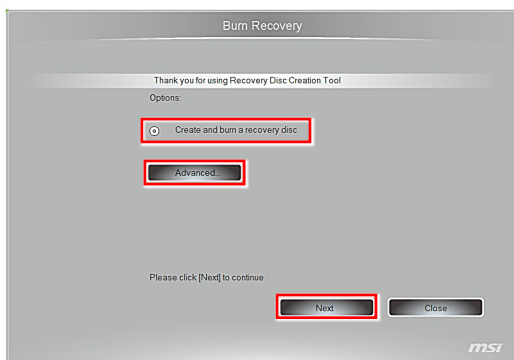 Burn Recovery
Thank you for using Recovery Disc Creation Tool
Options:
Create and burn a recovery disc
Advanced...
Please click [Next] to continue
Next
Close
msi